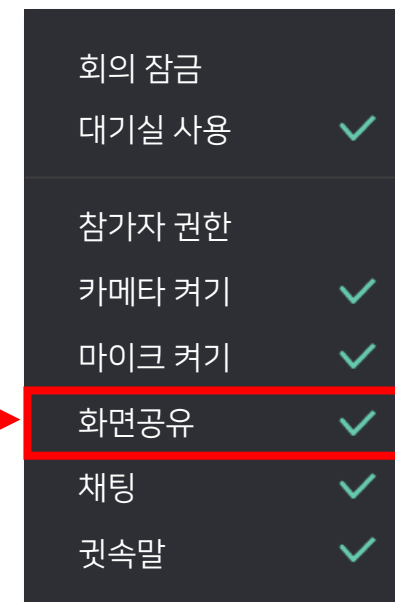 회의 잠금
대기실 사용
참가자 권한
카메타 켜기
마이크 켜기
화면공유
채팅
귓속말